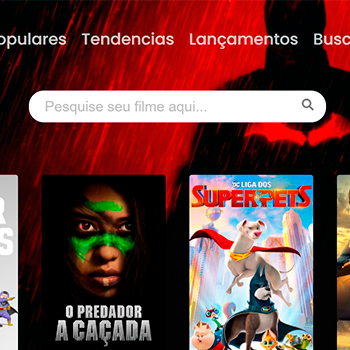 opulares Tendencias Lançamentos Busc
Pesquise seu filme aqui...
R
S
DC LIGA DOS
SUPERPETS
O PREDADOR
A CAÇADA